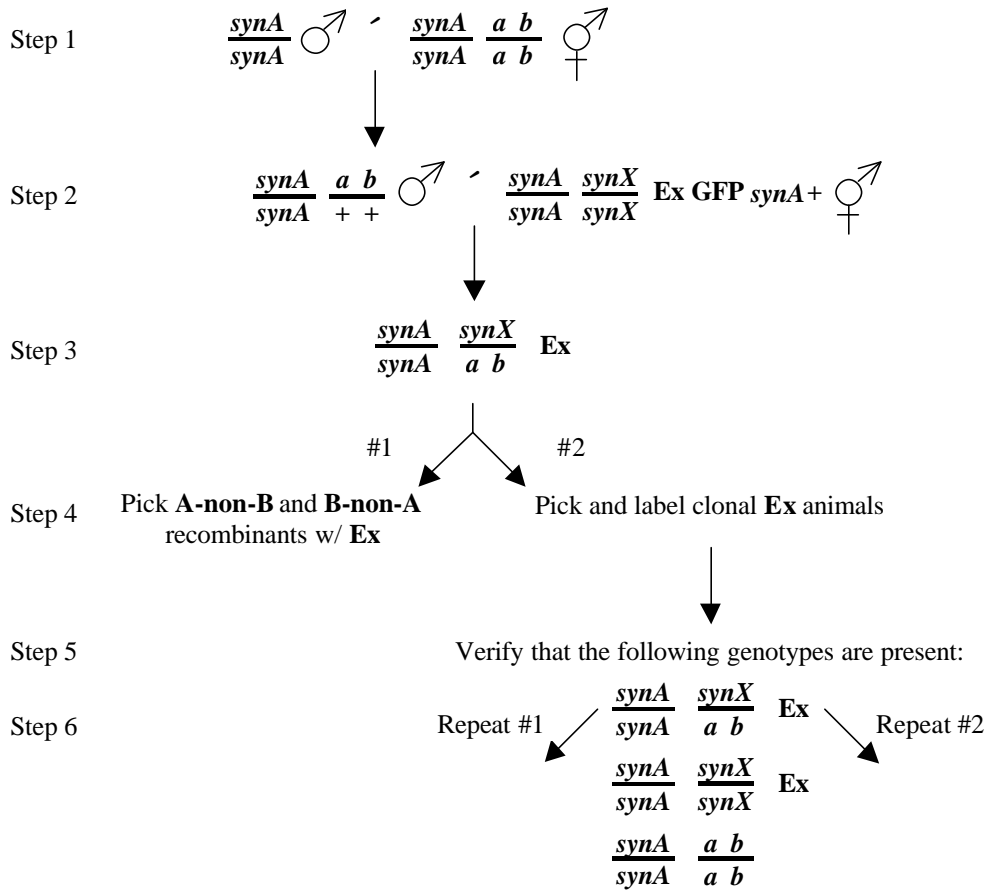 Step 1
synA ♂ ´ synA a b
synA synA a b
Step 2
synA a b ♂ ´ synA synX Ex GFP synA+
synA + + synA synX
Step 3
synA synX Ex
synA a b
#1 #2
Step 4
Pick A-non-B and B-non-A
recombinants w/ Ex
Pick and label clonal Ex animals
Step 5
Verify that the following genotypes are present:
Step 6
Repeat #1
synA synX Ex
synA a b
Repeat #2
synA synX Ex
synA synX
synA a b
synA a b